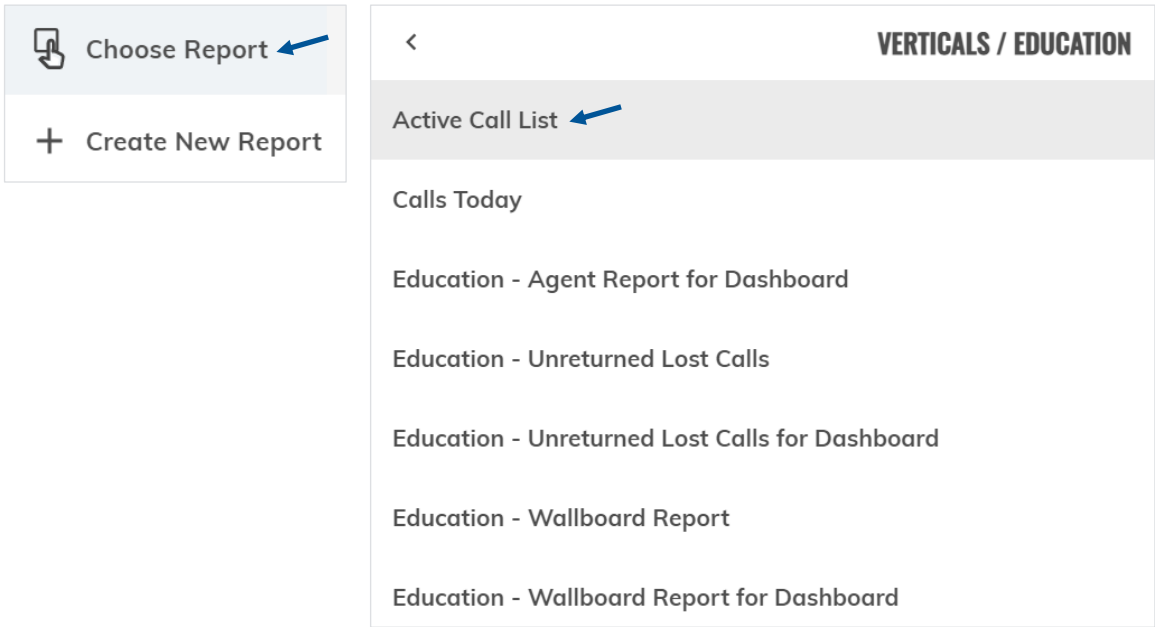 Choose Report
Create New Report
VERTICALS / EDUCATION
Active Call List
Calls Today
Education - Agent Report for Dashboard
Education - Unreturned Lost Calls
Education - Unreturned Lost Calls for Dashboard
Education - Wallboard Report
Education - Wallboard Report for Dashboard